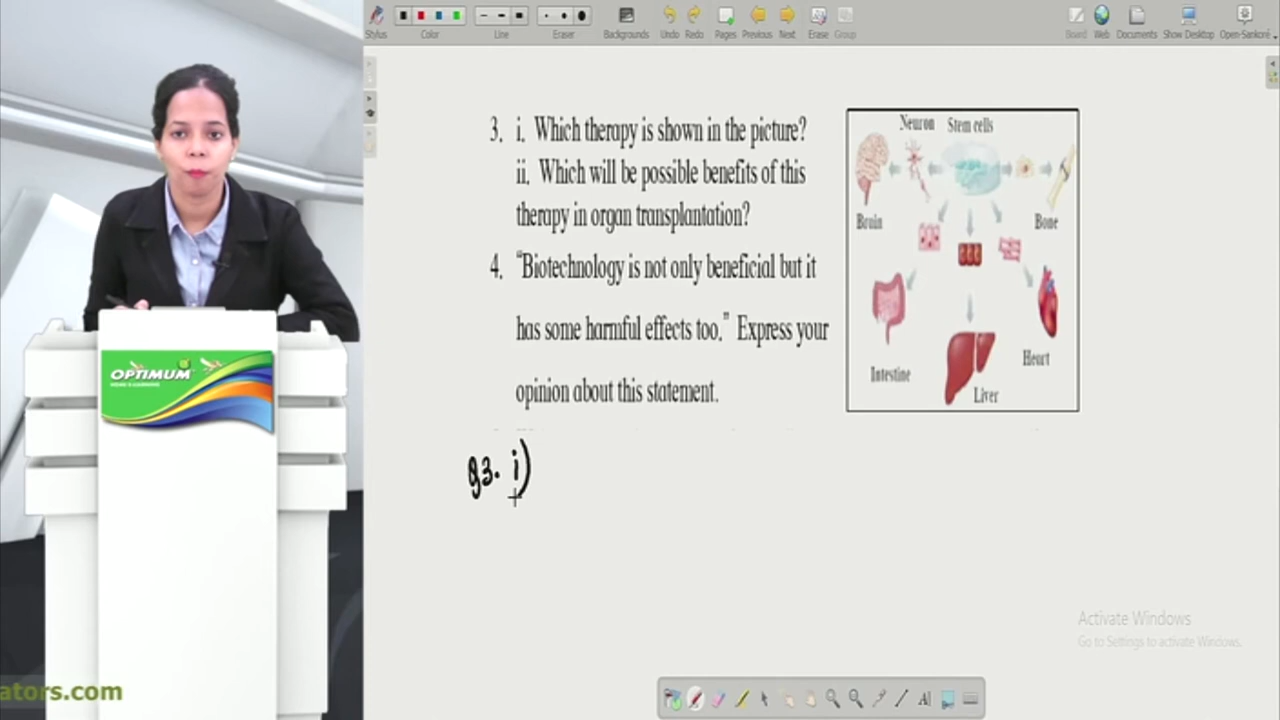 Stylus
Color
Line
Eraser
Backgrounds
Undo
Redo
Pages
Previous
Next
Erase
Group
Board
Web
Documents
Show Desktop
Open-Sankoré
3. i. Which therapy is shown in the picture?
ii. Which will be possible benefits of this
therapy in organ transplantation?
4. "Biotechnology is not only beneficial but it
has some harmful effects too." Express your
opinion about this statement.
Neuron
Stem cells
Brain
Bone
Intestine
Liver
Heart
Q3. i)
OPTIMUM
Activate Windows
Go to Settings to activate Windows.
ators.com